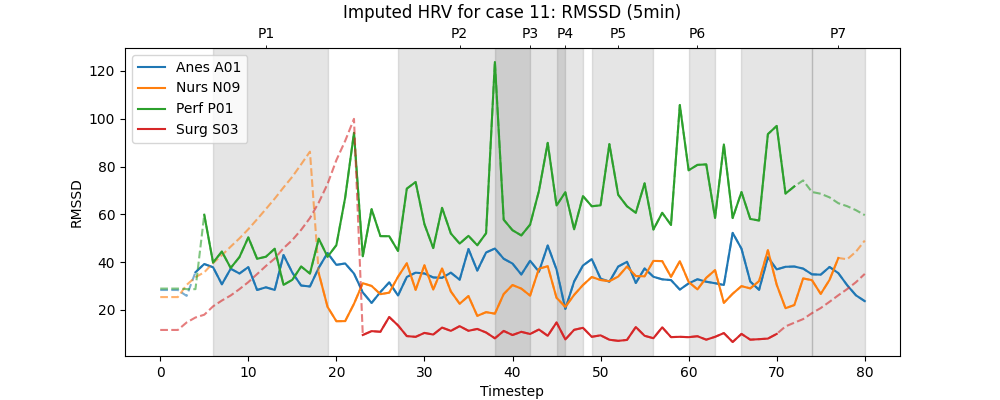 Imputed HRV for case 11: RMSSD (5min)
P1 P2 P3 P4 P5 P6 P7
Anes A01
Nurs N09
Perf P01
Surg S03
RMSSD
120
100
80
60
40
20
0 10 20 30 40 50 60 70 80
Timestep